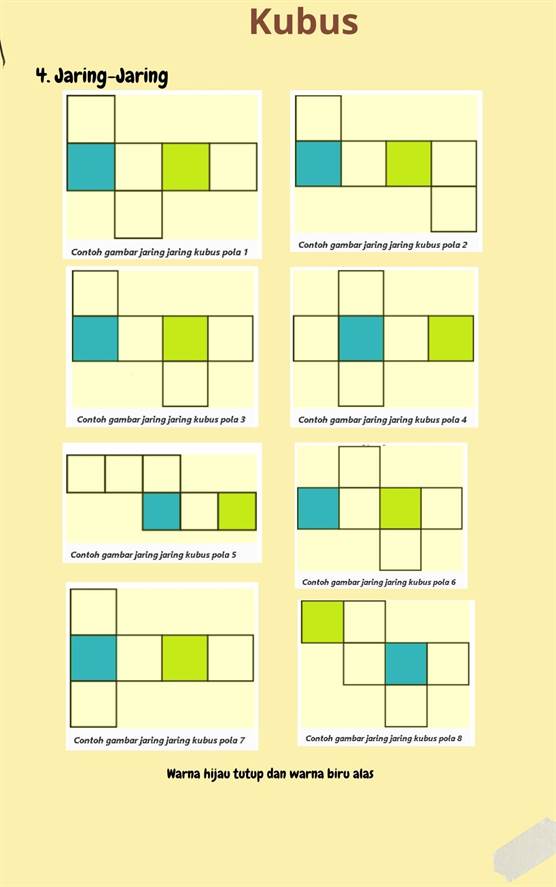 Kubus
4. Jaring-Jaring
Contoh gambar jaring jaring kubus pola 1
Contoh gambar jaring jaring kubus pola 2
Contoh gambar jaring jaring kubus pola 3
Contoh gambar jaring jaring kubus pola 4
Contoh gambar jaring jaring kubus pola 5
Contoh gambar jaring jaring kubus pola 6
Contoh gambar jaring jaring kubus pola 7
Contoh gambar jaring jaring kubus pola 8
Warna hijau tutup dan warna biru alas